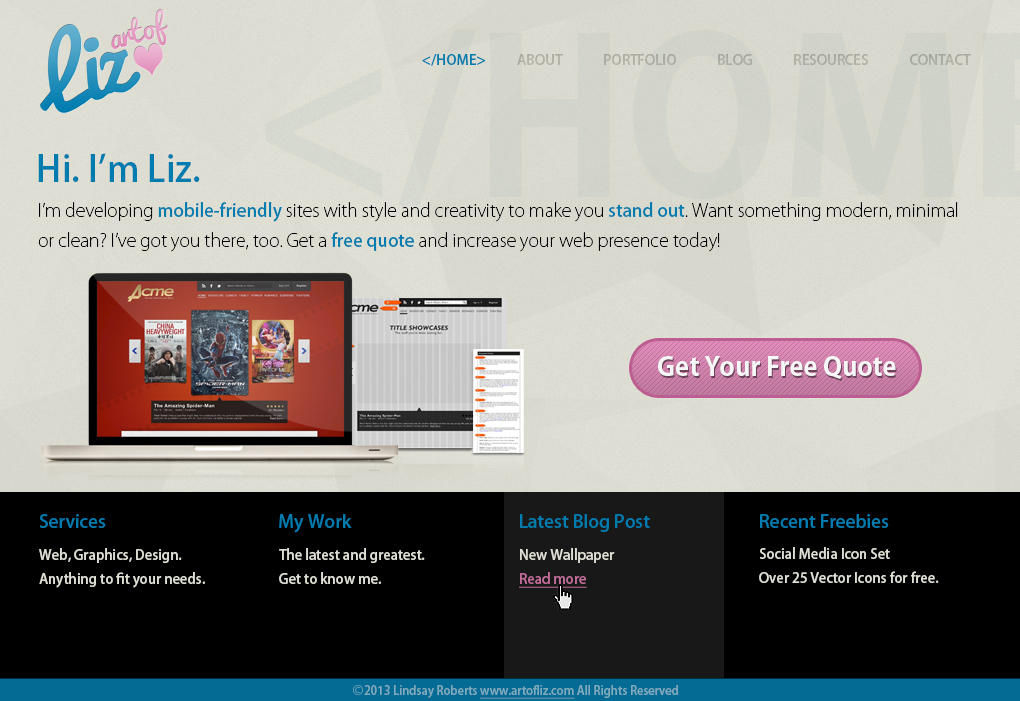 art of
liz
</HOME> ABOUT PORTFOLIO BLOG RESOURCES CONTACT
</HOME
Hi. I’m Liz.
I’m developing mobile-friendly sites with style and creativity to make you stand out. Want something modern, minimal
or clean? I’ve got you there, too. Get a free quote and increase your web presence today!
Acme
CHINA
HEAVYWEIGHT
SPIDER-MAN
The Amazing Spider-Man
TITLE SHOWCASES
The Amazing Spider-Man
Get Your Free Quote
Services
Web, Graphics, Design.
Anything to fit your needs.
My Work
The latest and greatest.
Get to know me.
Latest Blog Post
New Wallpaper
Read more
Recent Freebies
Social Media Icon Set
Over 25 Vector Icons for free.
©2013 Lindsay Roberts www.artofliz.com All Rights Reserved